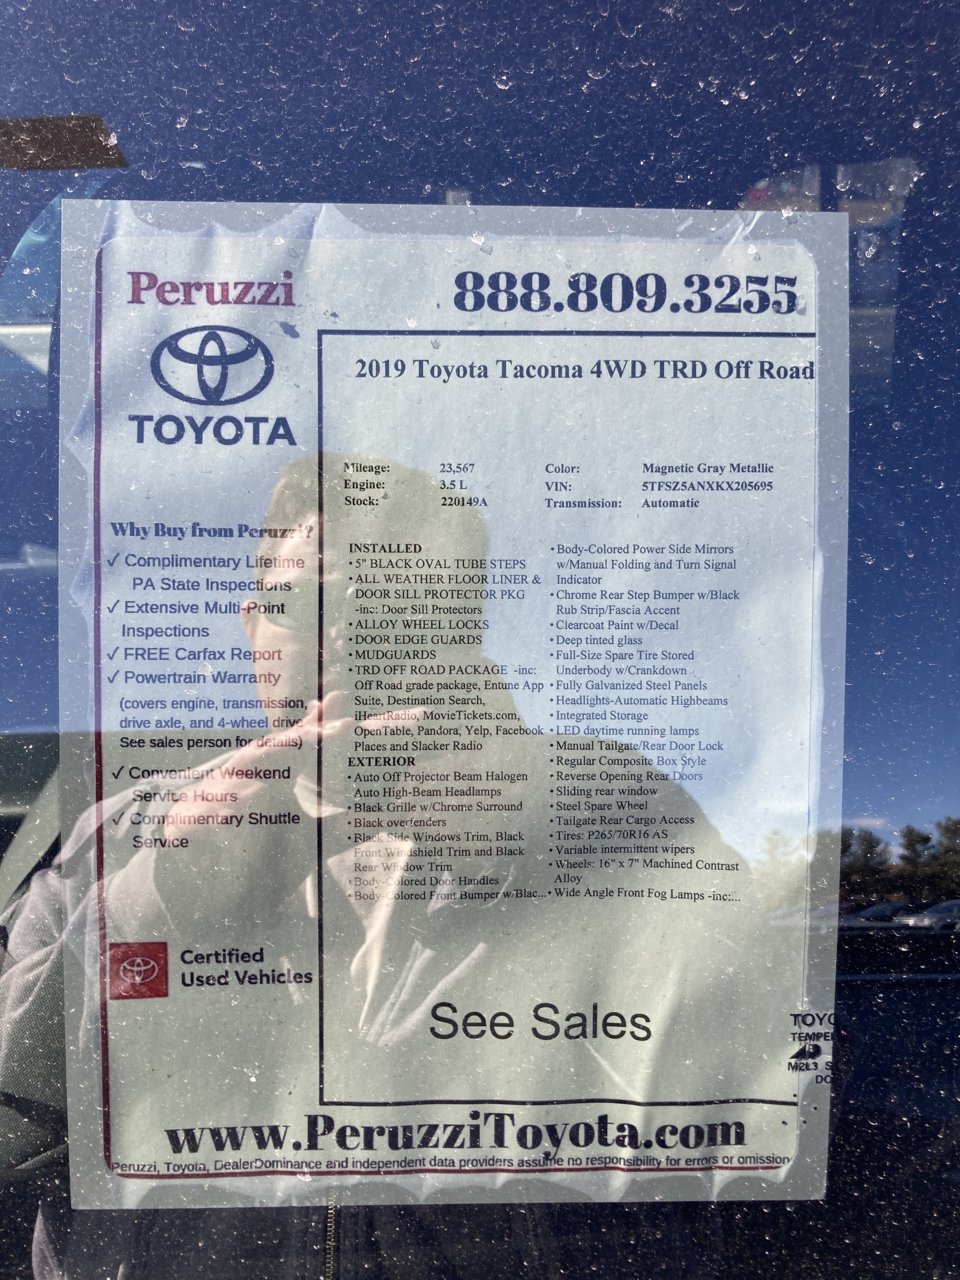 Peruzzi
888.809.3255
TOYOTA
2019 Toyota Tacoma 4WD TRD Off Road
Mileage: 23,567
Engine: 3.5 L
Stock: 220149A
Color: Magnetic Gray Metallic
VIN: 5TFSZ5ANXKX205695
Transmission: Automatic
Why Buy from Peruzzi?
✓ Complimentary Lifetime
PA State Inspections
✓ Extensive Multi-Point
Inspections
✓ FREE Carfax Report
✓ Powertrain Warranty
(covers engine, transmission,
drive axle, and 4-wheel drive
See sales person for details)
✓ Convenient Weekend
Service Hours
✓ Complimentary Shuttle
Service
Certified
Used Vehicles
INSTALLED
• 5" BLACK OVAL TUBE STEPS
• ALL WEATHER FLOOR LINER &
DOOR SILL PROTECTOR PKG
-inc: Door Sill Protectors
• ALLOY WHEEL LOCKS
• DOOR EDGE GUARDS
• MUDGUARDS
• TRD OFF ROAD PACKAGE -inc:
Off Road grade package, Entune App
Suite, Destination Search,
iHeartRadio, MovieTickets.com,
OpenTable, Pandora, Yelp, Facebook
Places and Slacker Radio
EXTERIOR
• Auto Off Projector Beam Halogen
Auto High-Beam Headlamps
• Black Grille w/Chrome Surround
• Black overfenders
• Black Side Windows Trim, Black
Front Windshield Trim and Black
Rear Window Trim
• Body-Colored Door Handles
• Body-Colored Front Bumper w/Blac...
• Body-Colored Power Side Mirrors
w/Manual Folding and Turn Signal
Indicator
• Chrome Rear Step Bumper w/Black
Rub Strip/Fascia Accent
• Clearcoat Paint w/Decal
• Deep tinted glass
• Full-Size Spare Tire Stored
Underbody w/Crankdown
• Fully Galvanized Steel Panels
• Headlights-Automatic Highbeams
• Integrated Storage
• LED daytime running lamps
• Manual Tailgate/Rear Door Lock
• Regular Composite Box Style
• Reverse Opening Rear Doors
• Sliding rear window
• Steel Spare Wheel
• Tailgate Rear Cargo Access
• Tires: P265/70R16 AS
• Variable intermittent wipers
• Wheels: 16" x 7" Machined Contrast
Alloy
• Wide Angle Front Fog Lamps -inc:...
See Sales
TOYO
TEMPE
M2L3 S
DO
www.PeruzziToyota.com
Peruzzi, Toyota, DealerDominance and independent data providers assume no responsibility for errors or omission